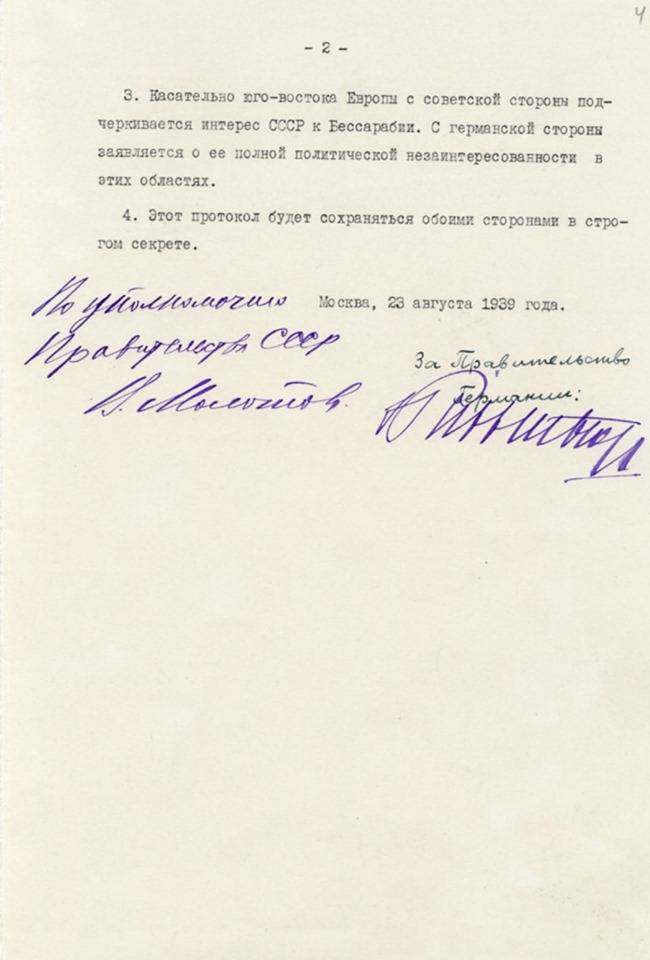 4
- 2 -
3. Касательно юго-востока Европы с советской стороны под-
черкивается интерес СССР к Бессарабии. С германской стороны
заявляется о ее полной политической незаинтересованности в
этих областях.
4. Этот протокол будет сохраняться обоими сторонами в стро-
гом секрете.
По уполномочию
Москва, 23 августа 1939 года.
Правительства СССР
В. Молотов.
За Правительство
Германии: